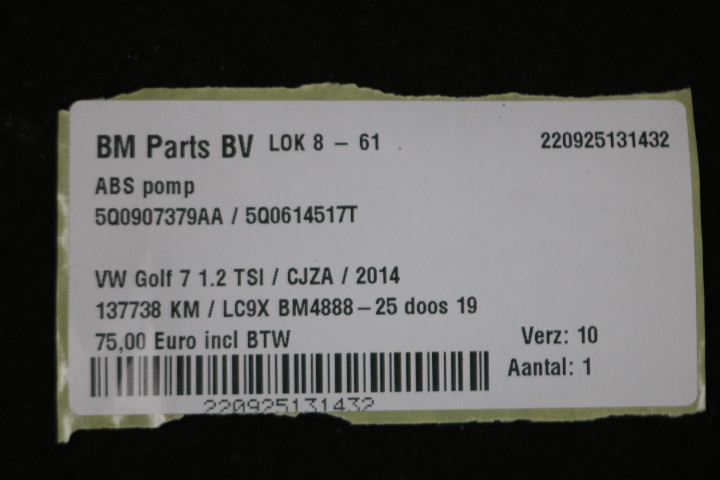 BM Parts BV LOK 8 - 61 220925131432
ABS pomp
5Q0907379AA / 5Q0614517T
VW Golf 7 1.2 TSI / CJZA / 2014
137738 KM / LC9X BM4888-25 doos 19
75,00 Euro incl BTW Verz: 10
Aantal: 1
220925131432